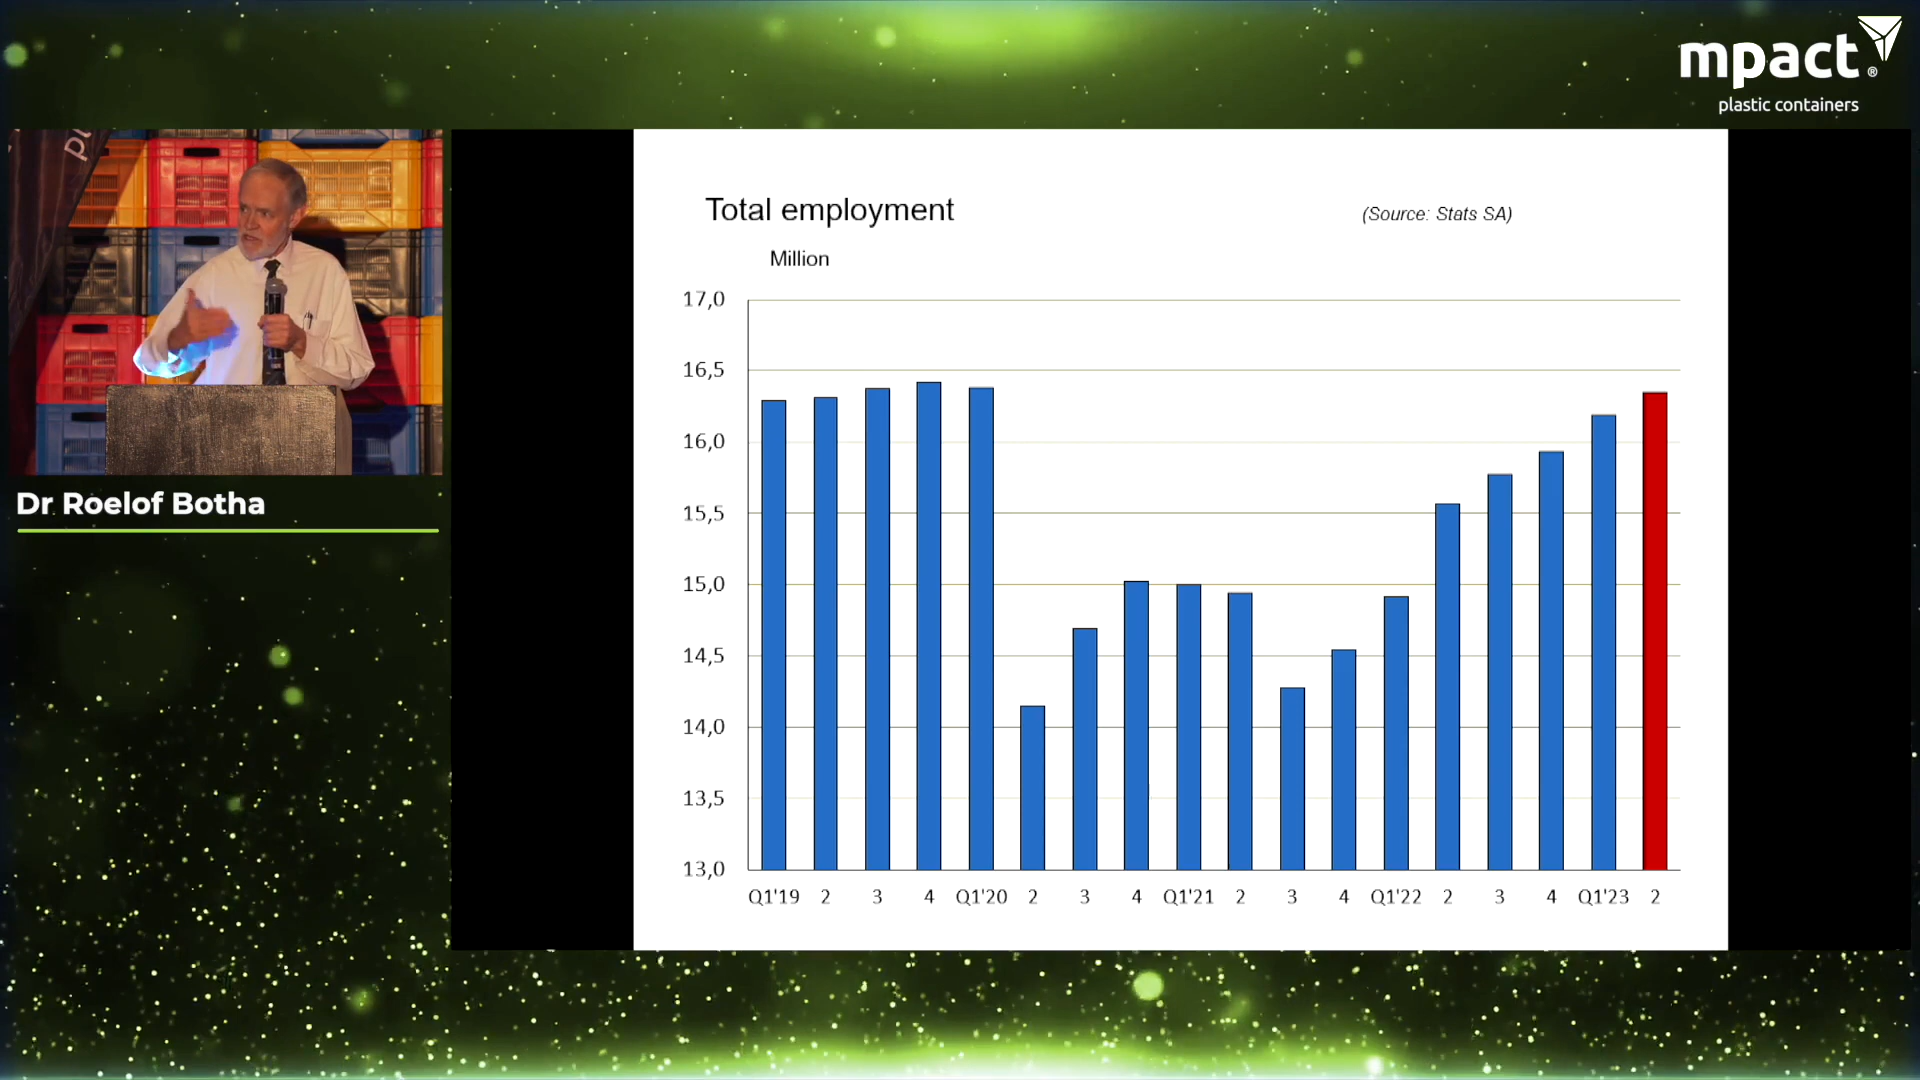 mpact®
plastic containers
Dr Roelof Botha
Total employment
(Source: Stats SA)
Million
17,0
16,5
16,0
15,5
15,0
14,5
14,0
13,5
13,0
Q1'19 2 3 4 Q1'20 2 3 4 Q1'21 2 3 4 Q1'22 2 3 4 Q1'23 2